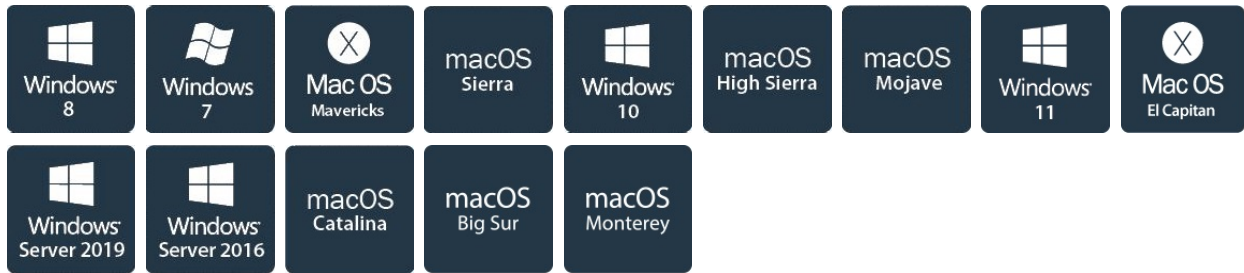 Windows
8
Windows
7
X
Mac OS
Mavericks
macOS
Sierra
Windows
10
macOS
High Sierra
macOS
Mojave
Windows
11
X
Mac OS
El Capitan
Windows
Server 2019
Windows
Server 2016
macOS
Catalina
macOS
Big Sur
macOS
Monterey